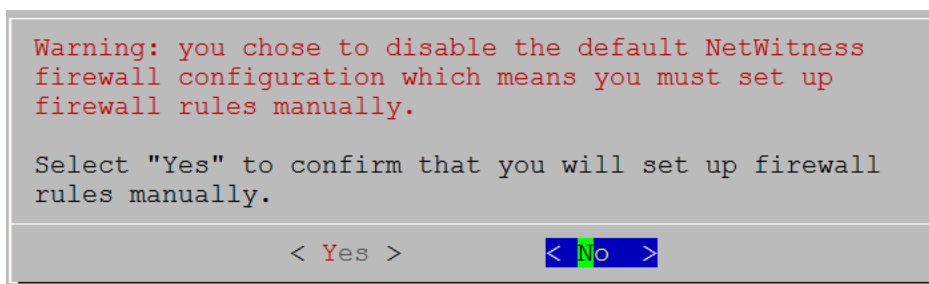 Warning: you chose to disable the default NetWitness
firewall configuration which means you must set up
firewall rules manually.
Select "Yes" to confirm that you will set up firewall
rules manually.
< Yes > < No >